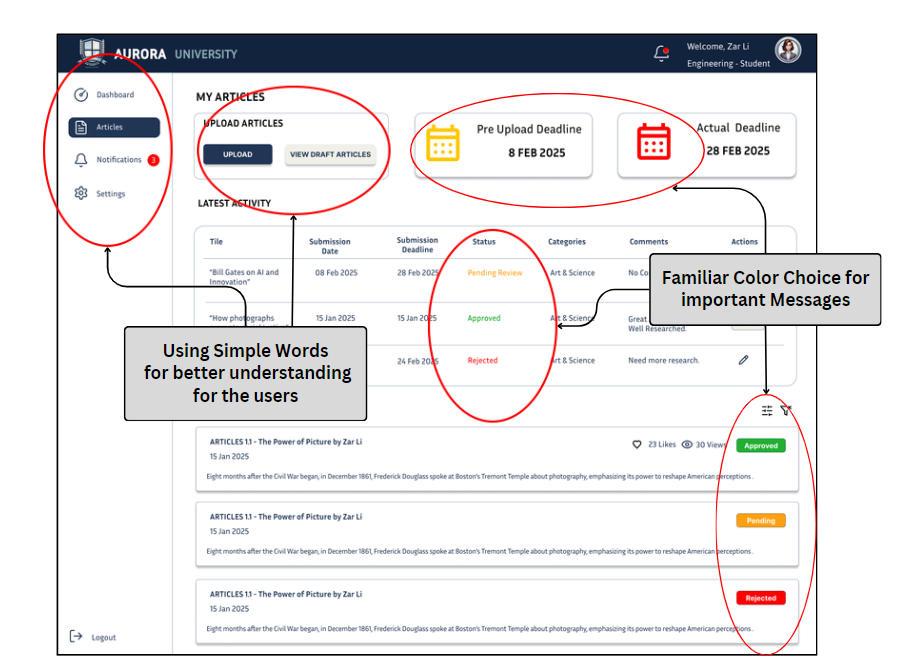 AURORA UNIVERSITY
Welcome, Zar Li
Engineering - Student
Dashboard
Articles
Notifications 3
Settings
MY ARTICLES
UPLOAD ARTICLES
UPLOAD
VIEW DRAFT ARTICLES
Pre Upload Deadline
8 FEB 2025
Actual Deadline
28 FEB 2025
LATEST ACTIVITY
Tile Submission Date Submission Deadline Status Categories Comments Actions
"Bill Gates on AI and 08 Feb 2025 28 Feb 2025 Pending Review Art & Science No
Innovation"
"How photographs 15 Jan 2025 15 Jan 2025 Approved Art & Science Great
Well Researched.
24 Feb 2025 Rejected Art & Science Need more research.
Familiar Color Choice for
important Messages
Using Simple Words
for better understanding
for the users
ARTICLES 1.1 - The Power of Picture by Zar Li
23 Likes 30 Views Approved
15 Jan 2025
Eight months after the Civil War began, in December 1861, Frederick Douglass spoke at Boston's Tremont Temple about photography, emphasizing its power to reshape American perceptions .
ARTICLES 1.1 - The Power of Picture by Zar Li
Pending
15 Jan 2025
Eight months after the Civil War began, in December 1861, Frederick Douglass spoke at Boston's Tremont Temple about photography, emphasizing its power to reshape American perceptions .
ARTICLES 1.1 - The Power of Picture by Zar Li
Rejected
15 Jan 2025
Eight months after the Civil War began, in December 1861, Frederick Douglass spoke at Boston's Tremont Temple about photography, emphasizing its power to reshape American perceptions .
Logout